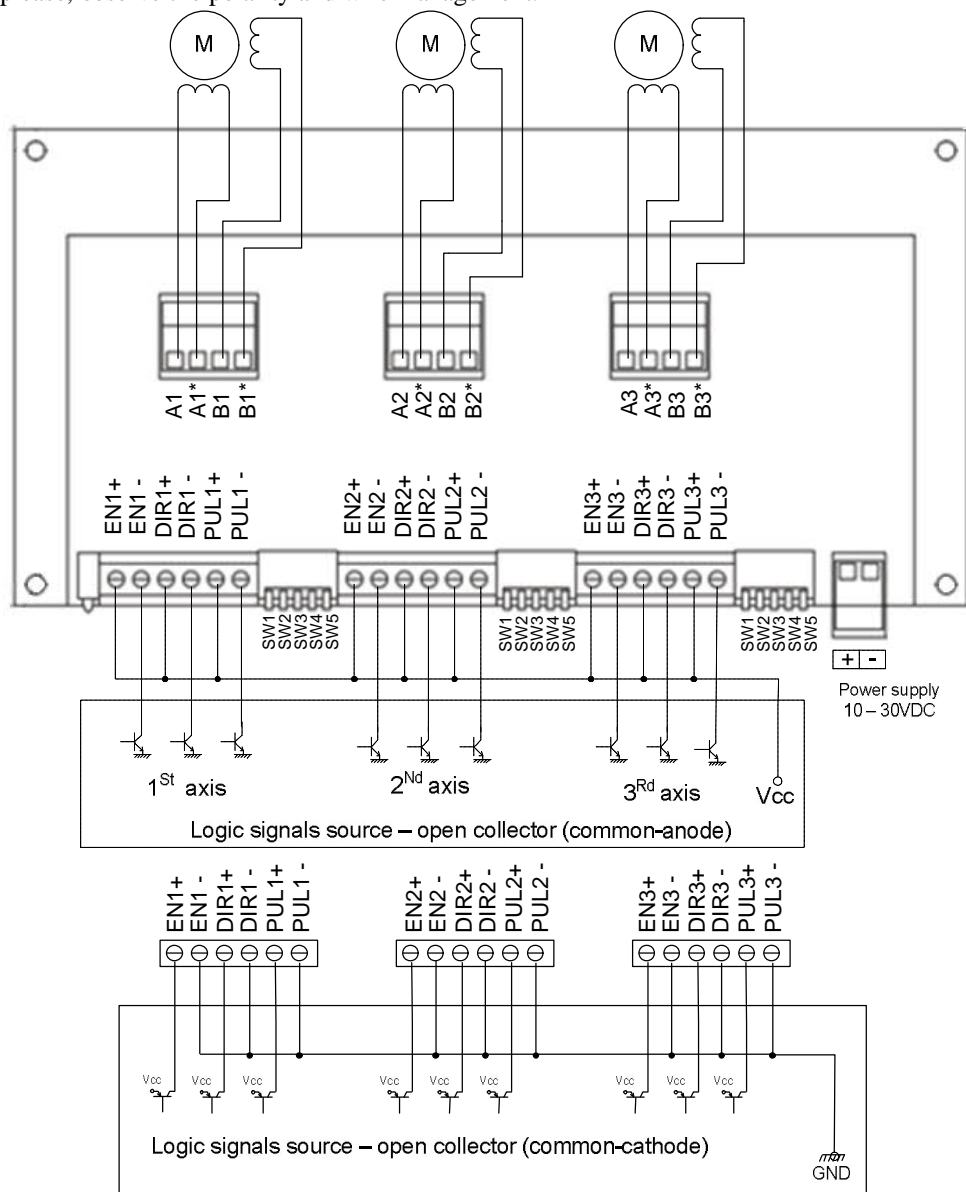 please, observe the polarity and wire management.
M M M
A1 A1* B1 B1* A2 A2* B2 B2* A3 A3* B3 B3*
EN1+ EN1 - DIR1+ DIR1 - PUL1+ PUL1 - EN2+ EN2 - DIR2+ DIR2 - PUL2+ PUL2 - EN3+ EN3 - DIR3+ DIR3 - PUL3+ PUL3 -
SW1 SW2 SW3 SW4 SW5 SW1 SW2 SW3 SW4 SW5 SW1 SW2 SW3 SW4 SW5
+ -
Power supply
10 – 30VDC
1St axis 2Nd axis 3Rd axis Vcc
Logic signals source – open collector (common-anode)
EN1+ EN1 - DIR1+ DIR1 - PUL1+ PUL1 - EN2+ EN2 - DIR2+ DIR2 - PUL2+ PUL2 - EN3+ EN3 - DIR3+ DIR3 - PUL3+ PUL3 -
Vcc Vcc Vcc Vcc Vcc Vcc Vcc Vcc Vcc
Logic signals source – open collector (common-cathode)
GND